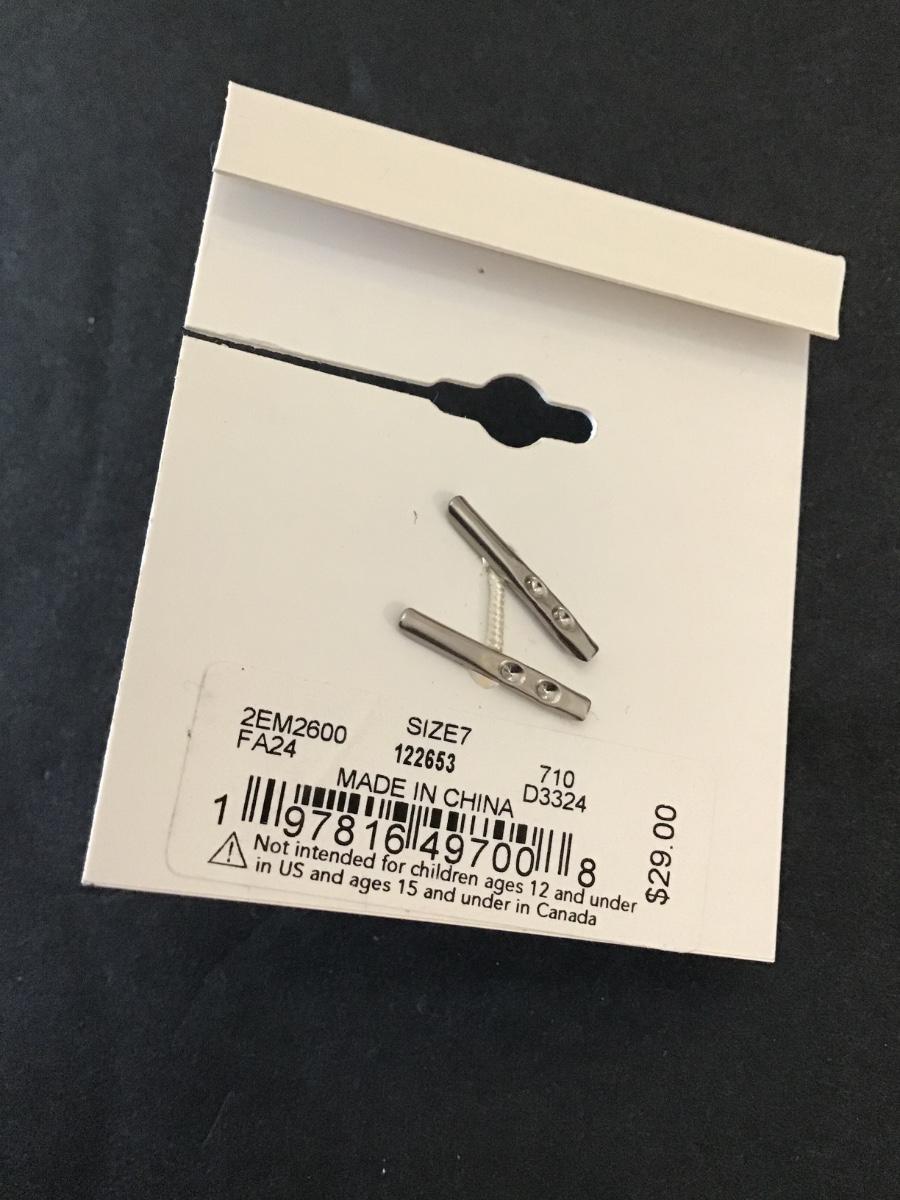 2EM2600 SIZE7
FA24 122653 710
MADE IN CHINA D3324
1 97816 49700 8
$29.00
Not intended for children ages 12 and under
in US and ages 15 and under in Canada